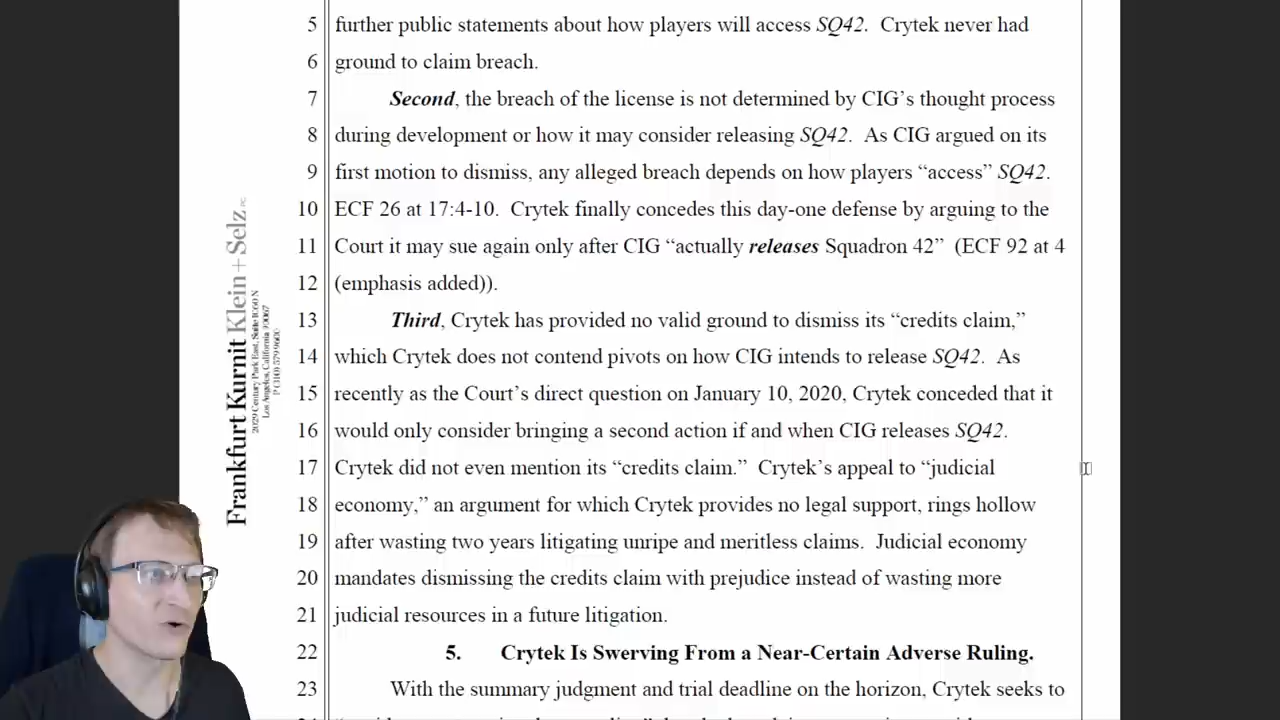 5 further public statements about how players will access SQ42. Crytek never had
6 ground to claim breach.
7 Second, the breach of the license is not determined by CIG's thought process
8 during development or how it may consider releasing SQ42. As CIG argued on its
9 first motion to dismiss, any alleged breach depends on how players “access” SQ42.
10 ECF 26 at 17:4-10. Crytek finally concedes this day-one defense by arguing to the
11 Court it may sue again only after CIG “actually releases Squadron 42” (ECF 92 at 4
12 (emphasis added)).
13 Third, Crytek has provided no valid ground to dismiss its “credits claim,”
14 which Crytek does not contend pivots on how CIG intends to release SQ42. As
15 recently as the Court's direct question on January 10, 2020, Crytek conceded that it
16 would only consider bringing a second action if and when CIG releases SQ42.
17 Crytek did not even mention its “credits claim.” Crytek's appeal to “judicial
18 economy,” an argument for which Crytek provides no legal support, rings hollow
19 after wasting two years litigating unripe and meritless claims. Judicial economy
20 mandates dismissing the credits claim with prejudice instead of wasting more
21 judicial resources in a future litigation.
22 5. Crytek Is Swerving From a Near-Certain Adverse Ruling.
23 With the summary judgment and trial deadline on the horizon, Crytek seeks to
Frankfurt Kurnit Klein + Selz PC
2029 Century Park East, Suite 1060 N
Los Angeles, California 90067